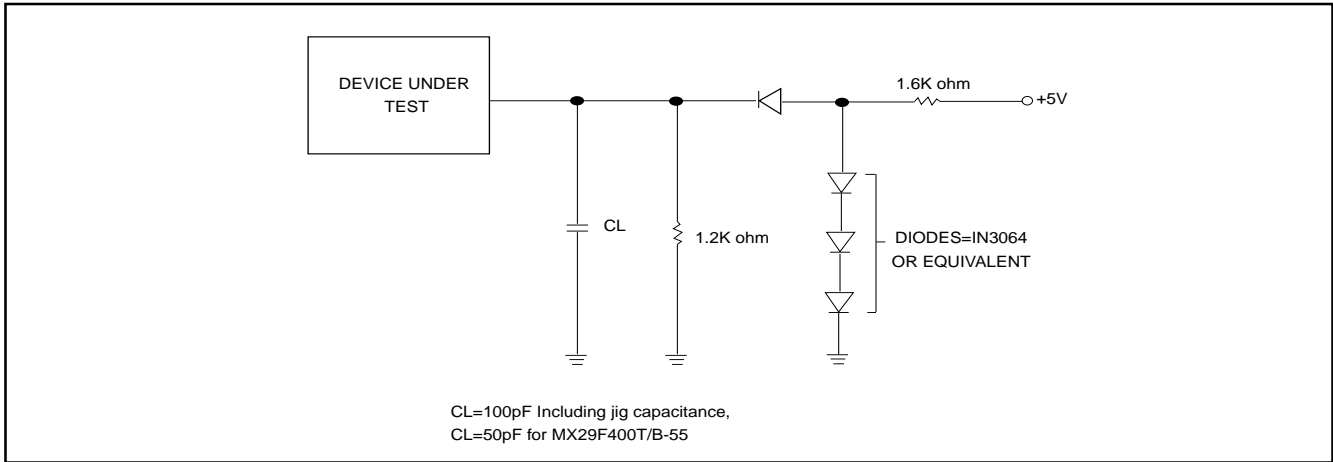 DEVICE UNDER
TEST
1.6K ohm
+5V
CL
1.2K ohm
DIODES=IN3064
OR EQUIVALENT
CL=100pF Including jig capacitance,
CL=50pF for MX29F400T/B-55